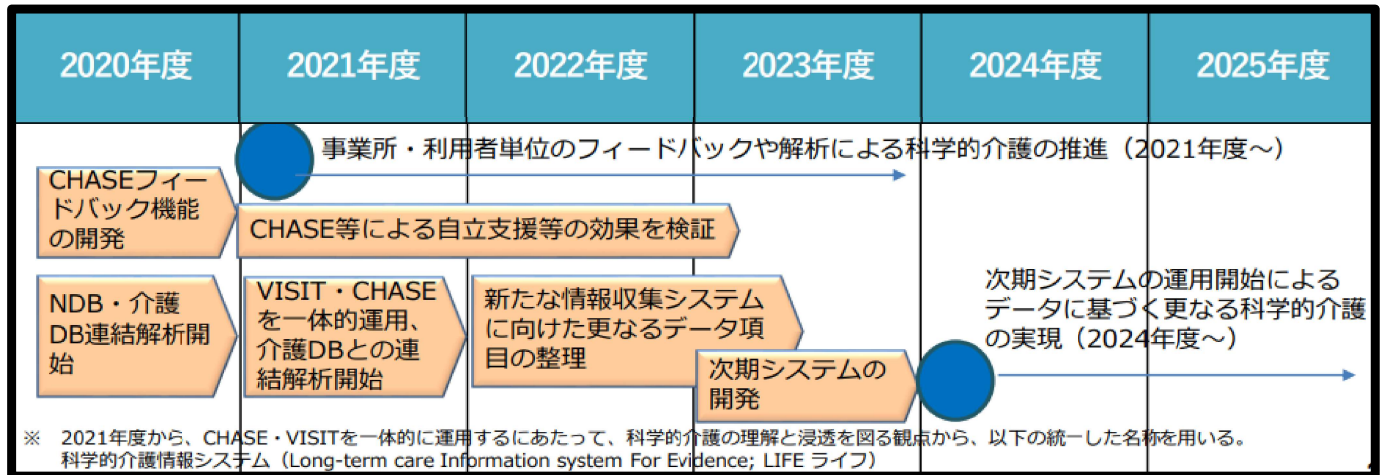 2020年度
2021年度
2022年度
2023年度
2024年度
2025年度
事業所・利用者単位のフィードバックや解析による科学的介護の推進（2021年度～）
CHASEフィー
ドバック機能
の開発
CHASE等による自立支援等の効果を検証
NDB・介護
DB連結解析開
始
VISIT・CHASE
を一体的運用、
介護DBとの連
結解析開始
新たな情報収集システム
に向けた更なるデータ項
目の整理
次期システムの
開発
次期システムの運用開始による
データに基づく更なる科学的介護
の実現（2024年度～）
※　2021年度から、CHASE・VISITを一体的に運用するにあたって、科学的介護の理解と浸透を図る観点から、以下の統一した名称を用いる。
科学的介護情報システム（Long-term care Information system For Evidence; LIFE ライフ）